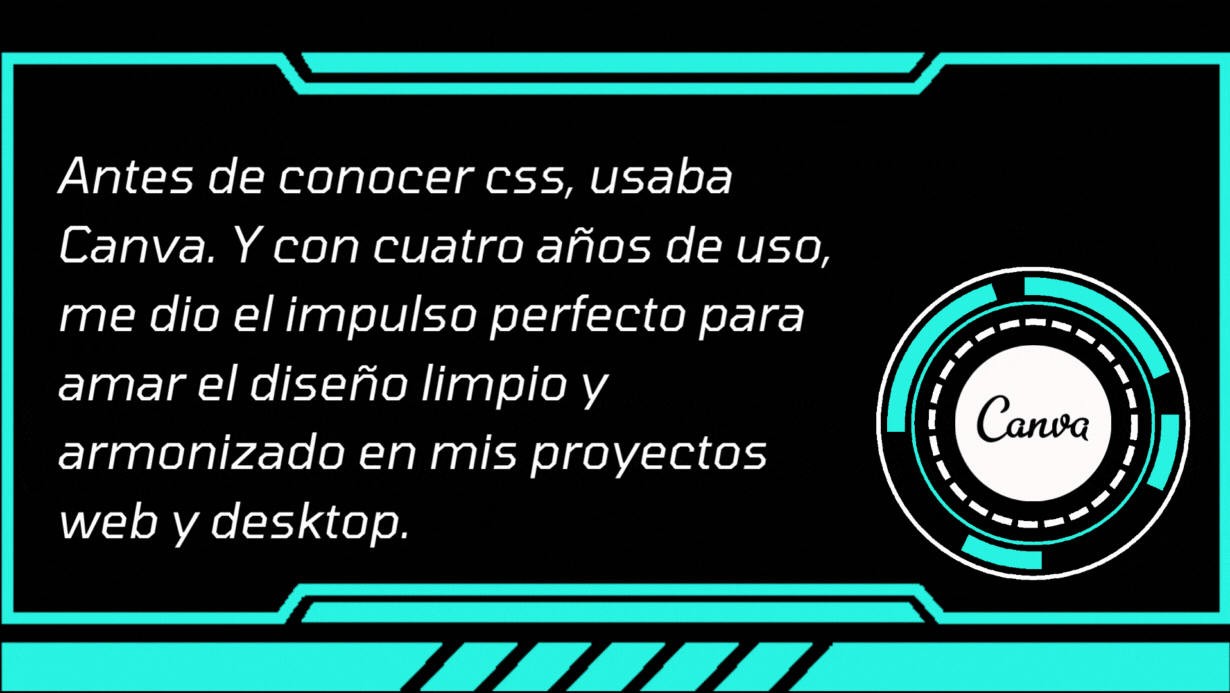 Antes de conocer css, usaba
Canva. Y con cuatro años de uso,
me dio el impulso perfecto para
amar el diseño limpio y
armonizado en mis proyectos
web y desktop.
Canva